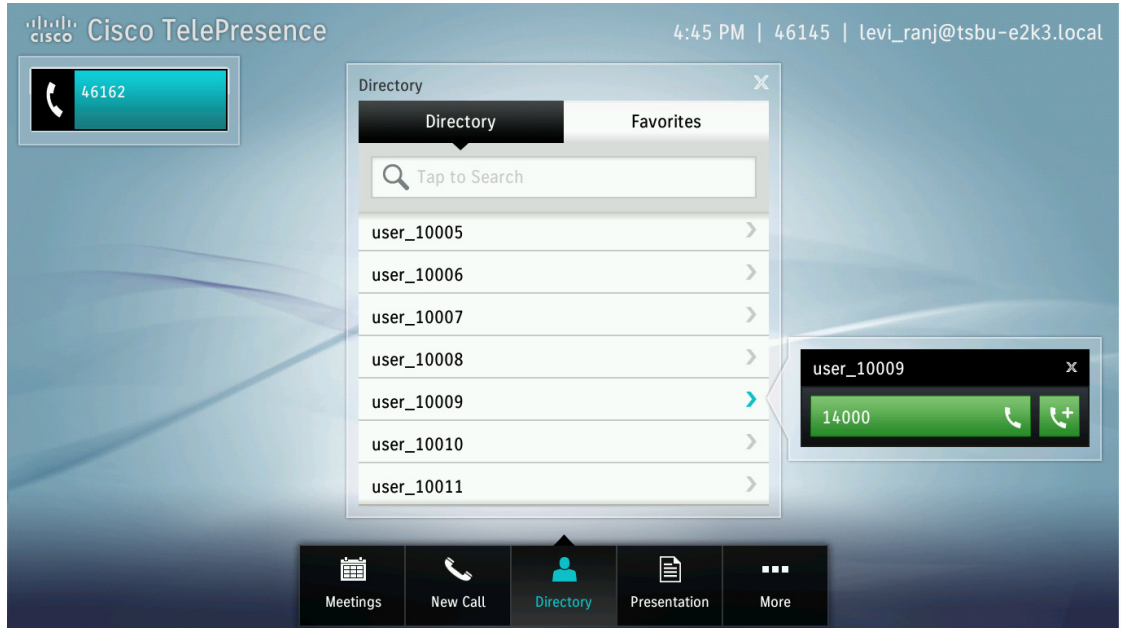 cisco Cisco TelePresence
4:45 PM | 46145 | levi_ranj@tsbu-e2k3.local
46162
Directory X
Directory Favorites
Tap to Search
user_10005
user_10006
user_10007
user_10008
user_10009
user_10010
user_10011
user_10009 X
14000
Meetings New Call Directory Presentation More